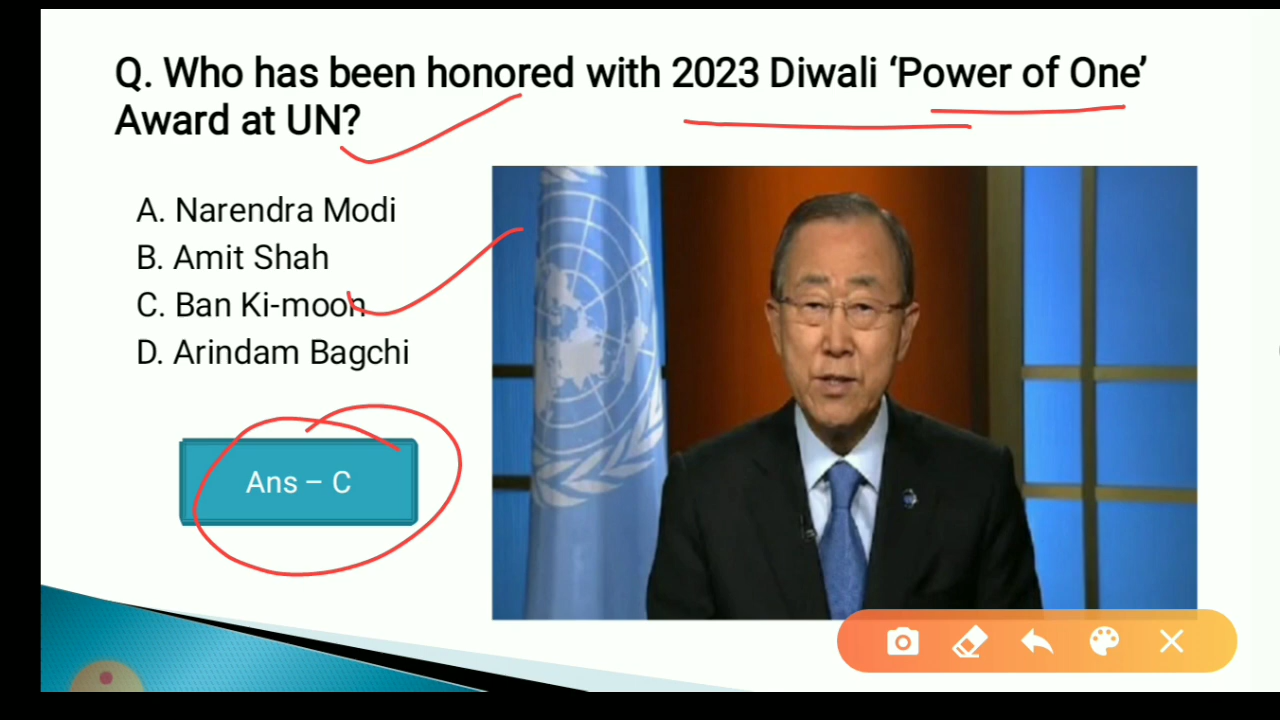 Q. Who has been honored with 2023 Diwali ‘Power of One’
Award at UN?
A. Narendra Modi
B. Amit Shah
C. Ban Ki-moon
D. Arindam Bagchi
Ans – C